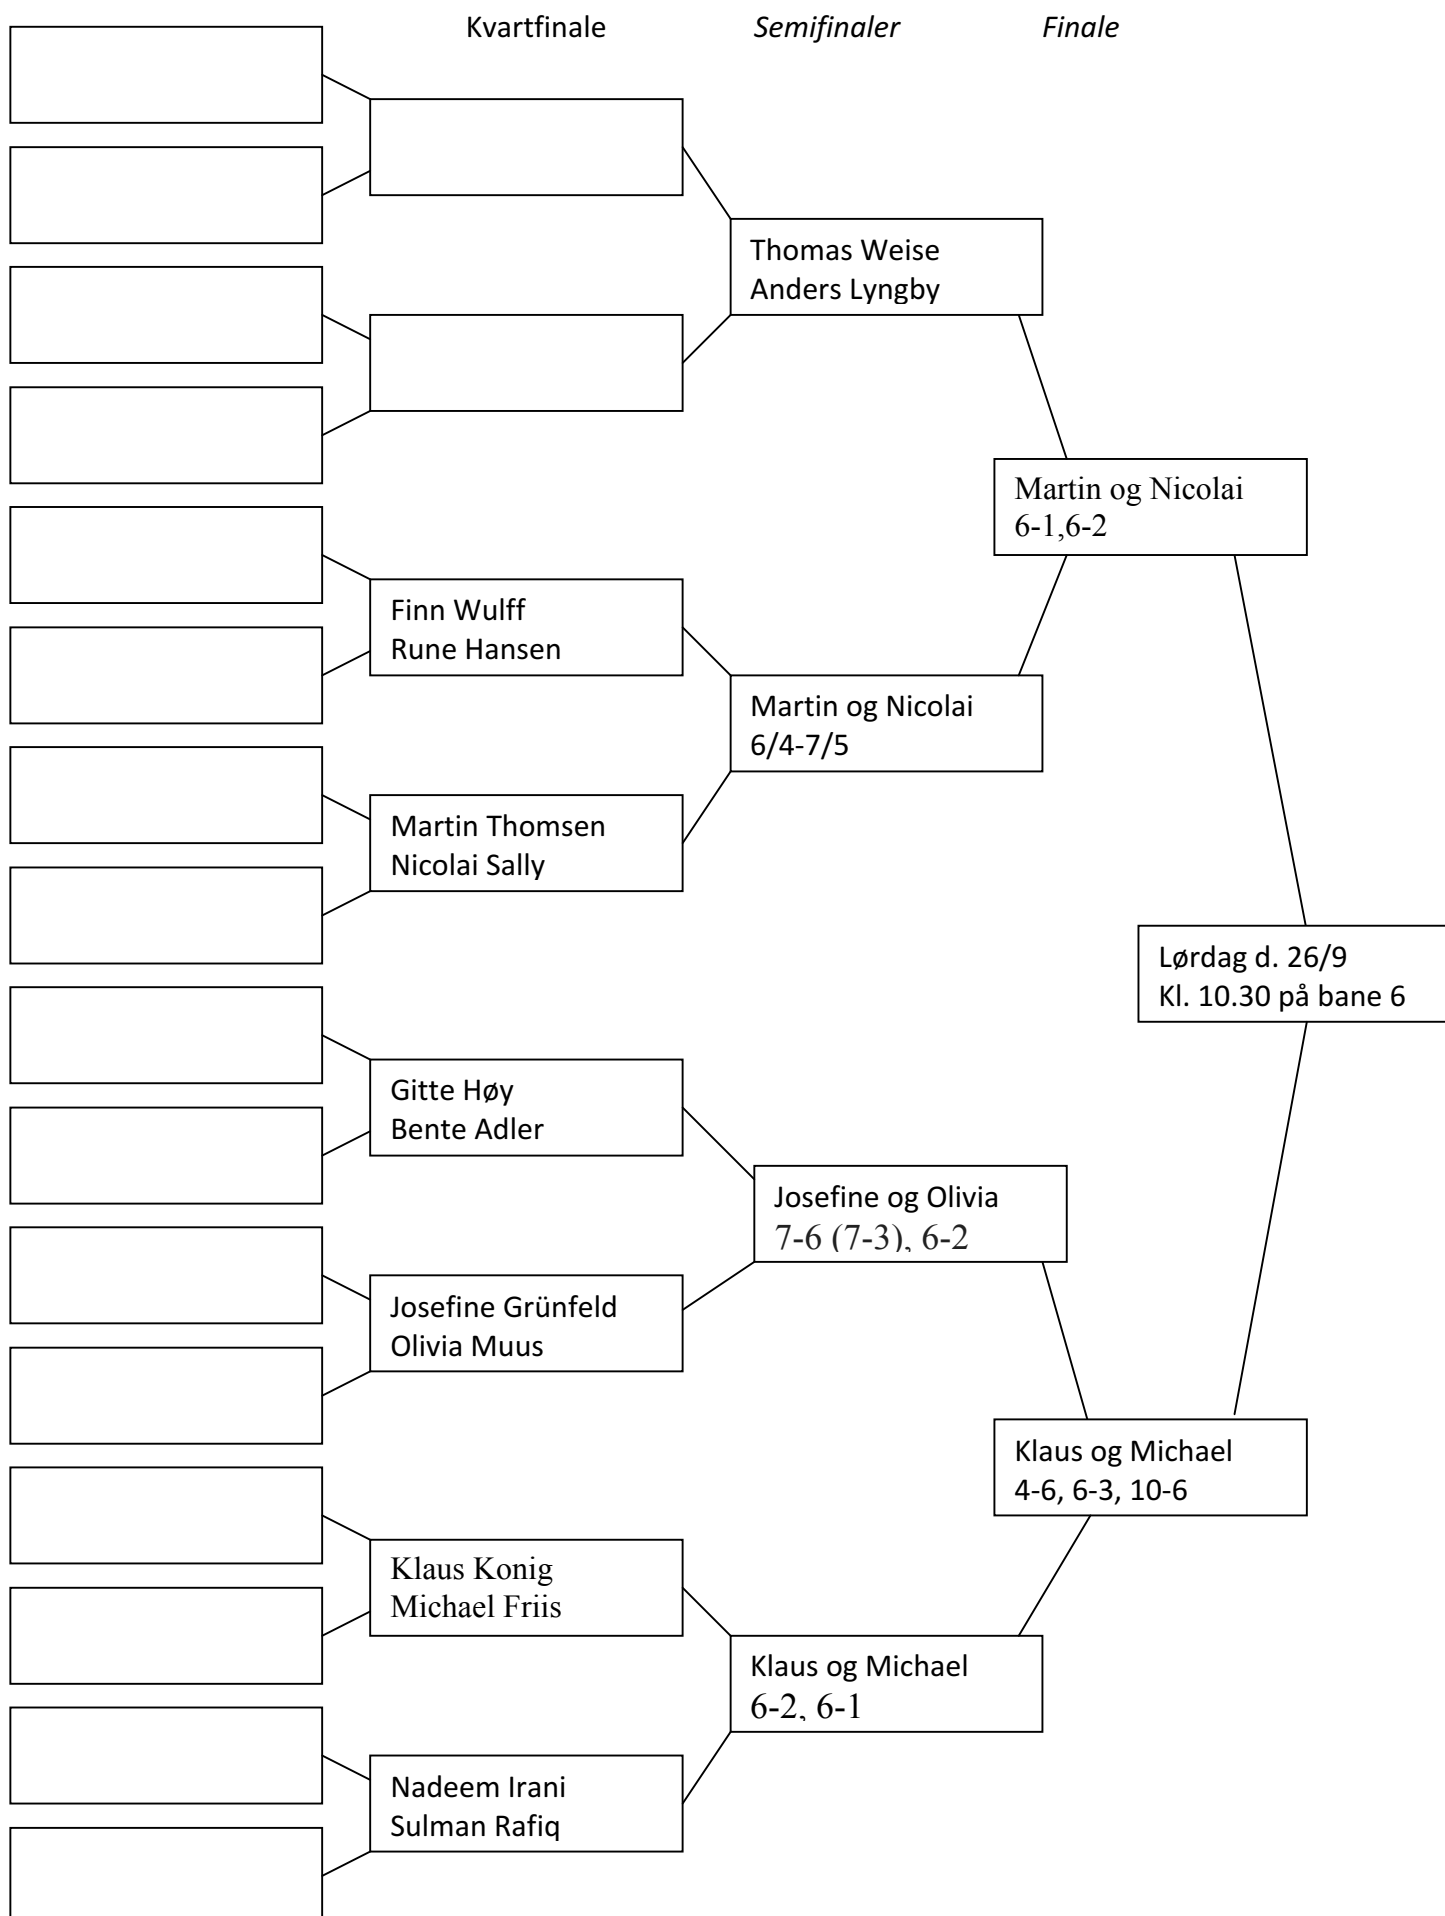 Kvartfinale
Semifinaler
Finale
Thomas Weise
Anders Lyngby
Martin og Nicolai
6-1,6-2
Finn Wulff
Rune Hansen
Martin og Nicolai
6/4-7/5
Martin Thomsen
Nicolai Sally
Lørdag d. 26/9
Kl. 10.30 på bane 6
Gitte Høy
Bente Adler
Josefine og Olivia
7-6 (7-3), 6-2
Josefine Grünfeld
Olivia Muus
Klaus og Michael
4-6, 6-3, 10-6
Klaus Konig
Michael Friis
Klaus og Michael
6-2, 6-1
Nadeem Irani
Sulman Rafiq